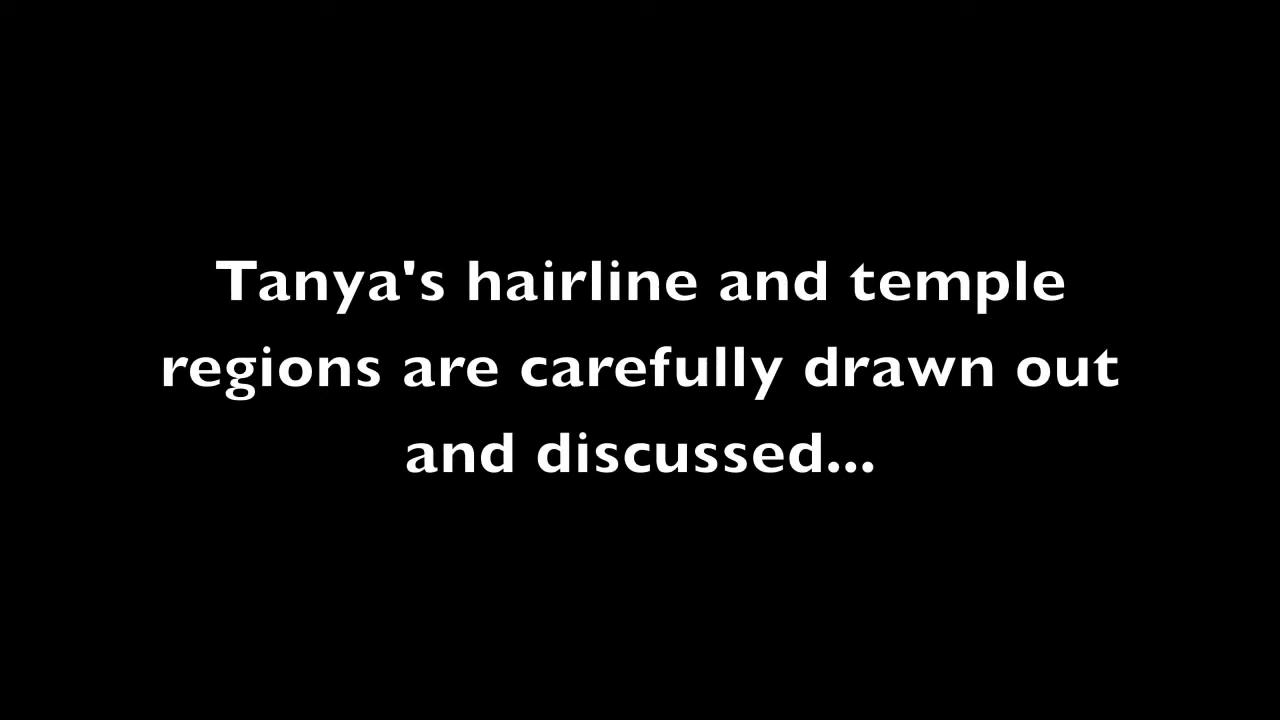 Tanya's hairline and temple
regions are carefully drawn out
and discussed...